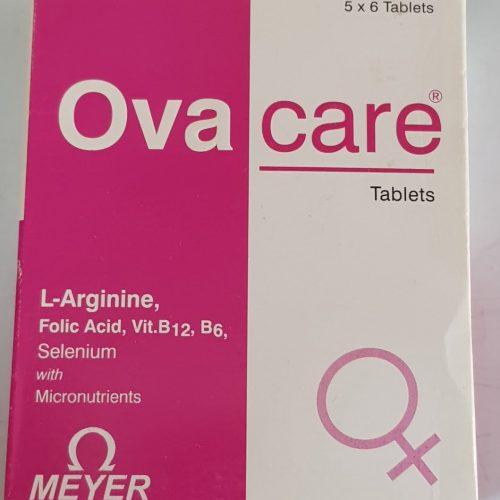 5 x 6 Tablets
Ova care®
Tablets
L-Arginine,
Folic Acid, Vit.B12, B6,
Selenium
with
Micronutrients
MEYER